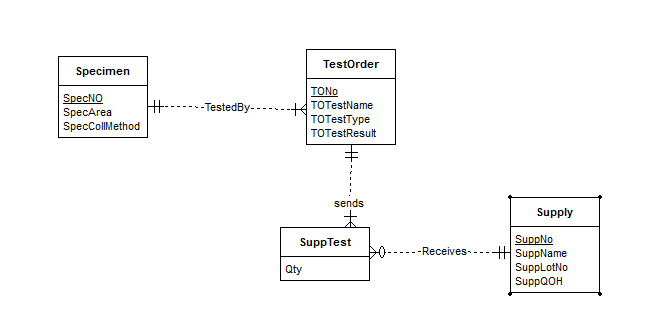 Specimen
SpecNO
SpecArea
SpecCollMethod
TestedBy
TestOrder
TONo
TOTestName
TOTestType
TOTestResult
sends
SuppTest
Qty
Receives
Supply
SuppNo
SuppName
SuppLotNo
SuppQOH